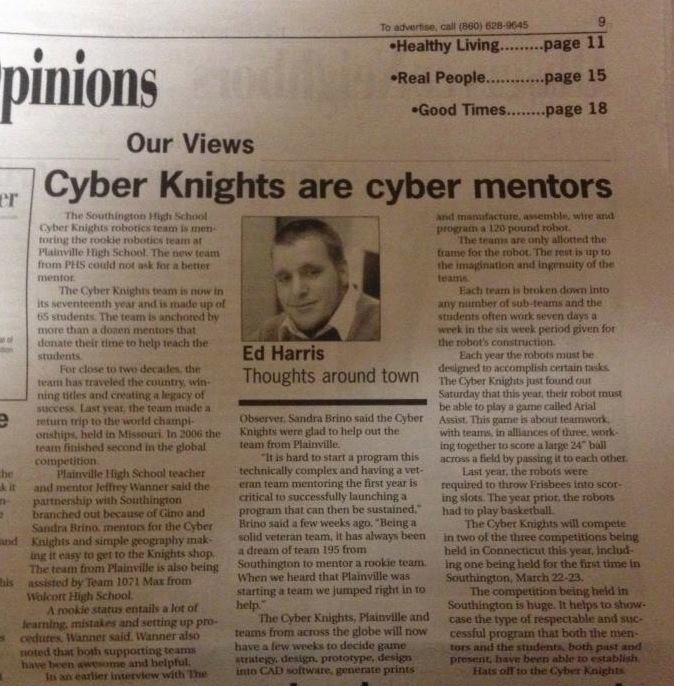 To advertise, call (860) 628-9645
9
pinions
•Healthy Living.........page 11
•Real People............page 15
•Good Times........page 18
Our Views
er
Cyber Knights are cyber mentors
The Southington High School
Cyber Knights robotics team is men-
toring the rookie robotics team at
Plainville High School. The new team
from PHS could not ask for a better
mentor.
The Cyber Knights team is now in
its seventeenth year and is made up of
65 students. The team is anchored by
more than a dozen mentors that
donate their time to help teach the
students.
For close to two decades, the
team has traveled the country, win-
ning titles and creating a legacy of
success. Last year, the team made a
return trip to the world champi-
onships, held in Missouri. In 2006 the
team finished second in the global
competition.
Plainville High School teacher
and mentor Jeffrey Wanner said the
partnership with Southington
branched out because of Gino and
Sandra Brino, mentors for the Cyber
Knights and simple geography mak-
ing it easy to get to the Knights shop.
The team from Plainville is also being
assisted by Team 1071 Max from
Wolcott High School.
A rookie status entails a lot of
learning, mistakes and setting up pro-
cedures, Wanner said. Wanner also
noted that both supporting teams
have been awesome and helpful.
In an earlier interview with The
Ed Harris
Thoughts around town
Observer, Sandra Brino said the Cyber
Knights were glad to help out the
team from Plainville.
"It is hard to start a program this
technically complex and having a vet-
eran team mentoring the first year is
critical to successfully launching a
program that can then be sustained,"
Brino said a few weeks ago. "Being a
solid veteran team, it has always been
a dream of team 195 from
Southington to mentor a rookie team.
When we heard that Plainville was
starting a team we jumped right in to
help."
The Cyber Knights, Plainville and
teams from across the globe will now
have a few weeks to decide game
strategy, design, prototype, design
into CAD software, generate prints
and manufacture, assemble, wire and
program a 120 pound robot.
The teams are only allotted the
frame for the robot. The rest is up to
the imagination and ingenuity of the
teams.
Each team is broken down into
any number of sub-teams and the
students often work seven days a
week in the six week period given for
the robot's construction.
Each year the robots must be
designed to accomplish certain tasks.
The Cyber Knights just found out
Saturday that this year, their robot must
be able to play a game called Arial
Assist. This game is about teamwork,
with teams, in alliances of three, work-
ing together to score a large 24" ball
across a field by passing it to each other.
Last year, the robots were
required to throw Frisbees into scor-
ing slots. The year prior, the robots
had to play basketball.
The Cyber Knights will compete
in two of the three competitions being
held in Connecticut this year, includ-
ing one being held for the first time in
Southington, March 22-23.
The competition being held in
Southington is huge. It helps to show-
case the type of respectable and suc-
cessful program that both the men-
tors and the students, both past and
present, have been able to establish.
Hats off to the Cyber Knights.